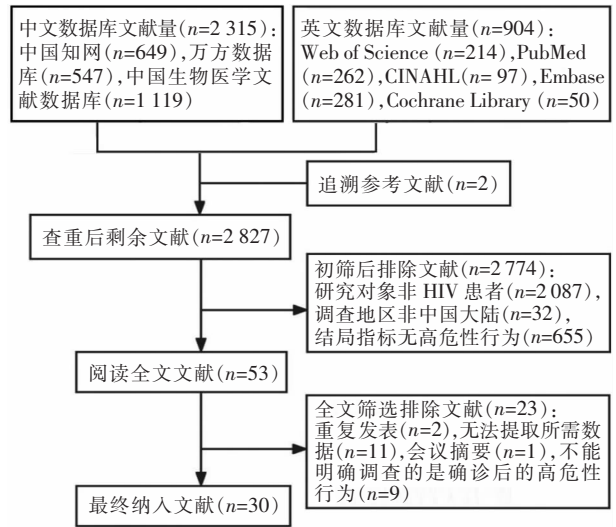 中文数据库文献量(n=2 315):
中国知网(n=649),万方数据
库(n=547),中国生物医学文
献数据库(n=1 119)
英文数据库文献量(n=904):
Web of Science (n=214),PubMed
(n=262),CINAHL(n= 97),Embase
(n=281),Cochrane Library (n=50)
追溯参考文献(n=2)
查重后剩余文献(n=2 827)
初筛后排除文献(n=2 774):
研究对象非 HIV 患者(n=2 087),
调查地区非中国大陆(n=32),
结局指标无高危性行为(n=655)
阅读全文文献(n=53)
全文筛选排除文献(n=23):
重复发表(n=2),无法提取所需
数据(n=11),会议摘要(n=1),不能
明确调查的是确诊后的高危性
行为(n=9)
最终纳入文献(n=30)